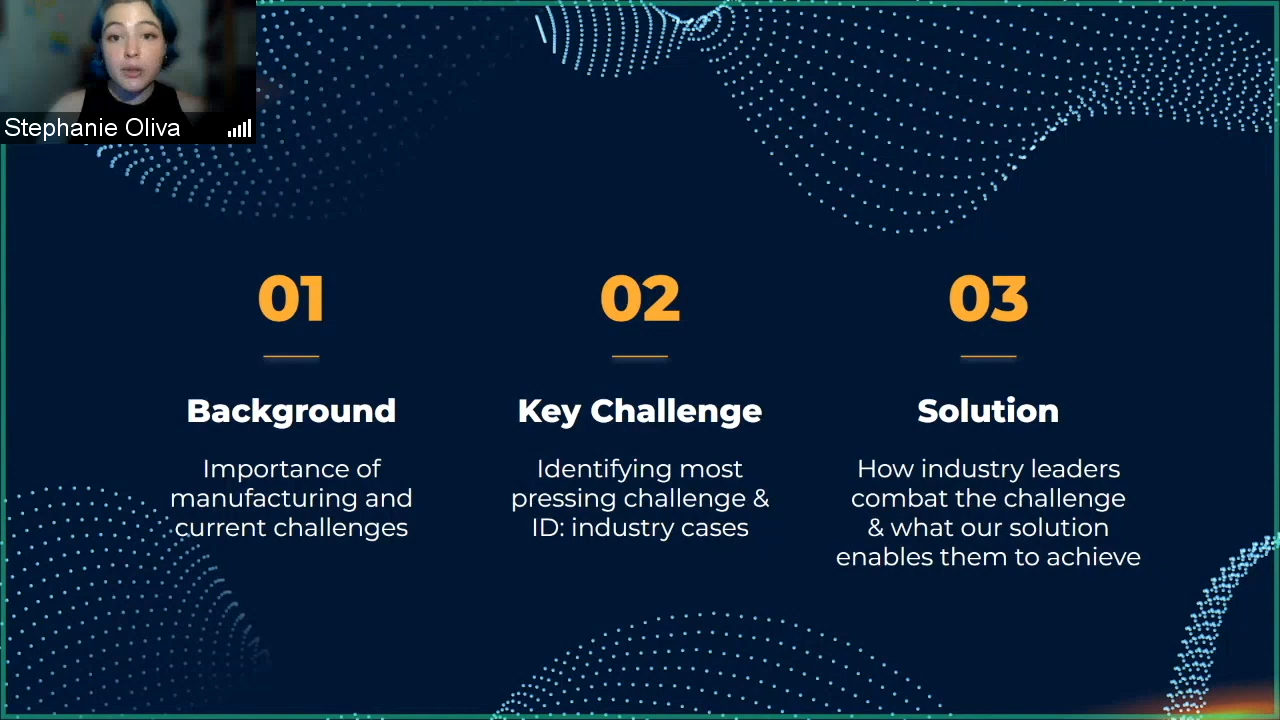 Stephanie Oliva
01
02
03
Background
Key Challenge
Solution
Importance of
manufacturing and
current challenges
Identifying most
pressing challenge &
ID: industry cases
How industry leaders
combat the challenge
& what our solution
enables them to achieve